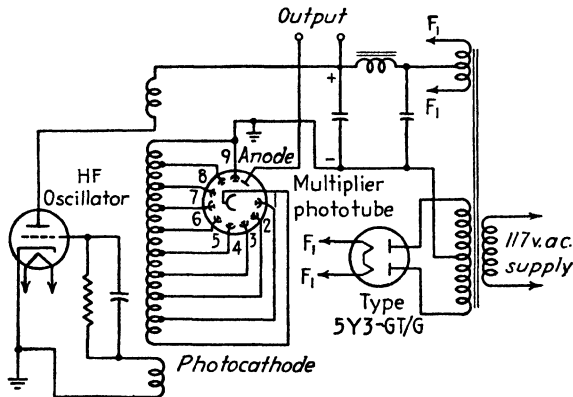 Output
F₁
F₁
+
-
9
Anode
8
7
6
5
4
3
2
HF
Oscillator
Multiplier
phototube
F₁
F₁
Type
5Y3-GT/G
117 v. a.c.
supply
Photocathode